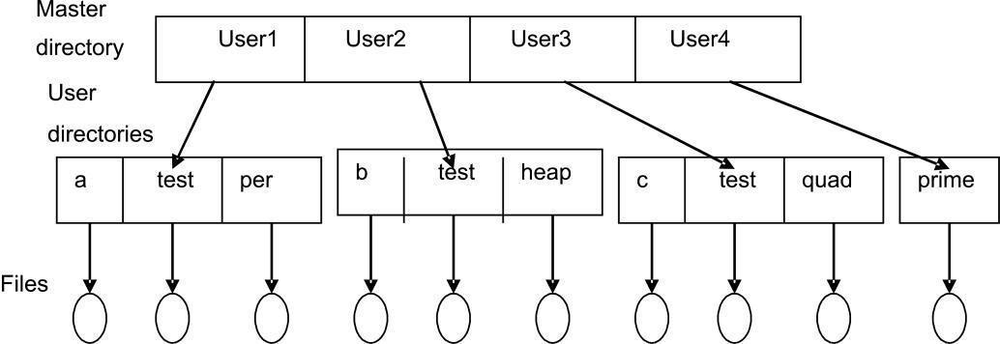 Master
directory
User1 User2 User3 User4
User
directories
a test per b test heap c test quad prime
Files